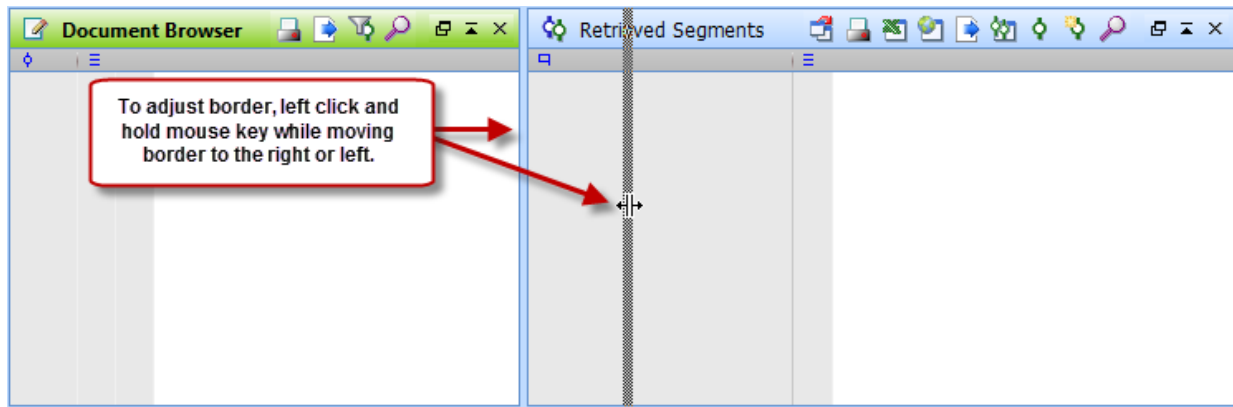 Document Browser
Retrieved Segments
To adjust border, left click and
hold mouse key while moving
border to the right or left.